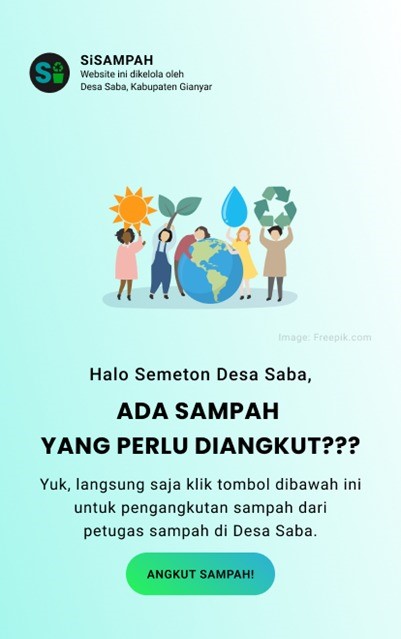 SiSAMPAH
Website ini dikelola oleh
Desa Saba, Kabupaten Gianyar
Image: Freepik.com
Halo Semeton Desa Saba,
ADA SAMPAH
YANG PERLU DIANGKUT???
Yuk, langsung saja klik tombol dibawah ini
untuk pengangkutan sampah dari
petugas sampah di Desa Saba.
ANGKUT SAMPAH!